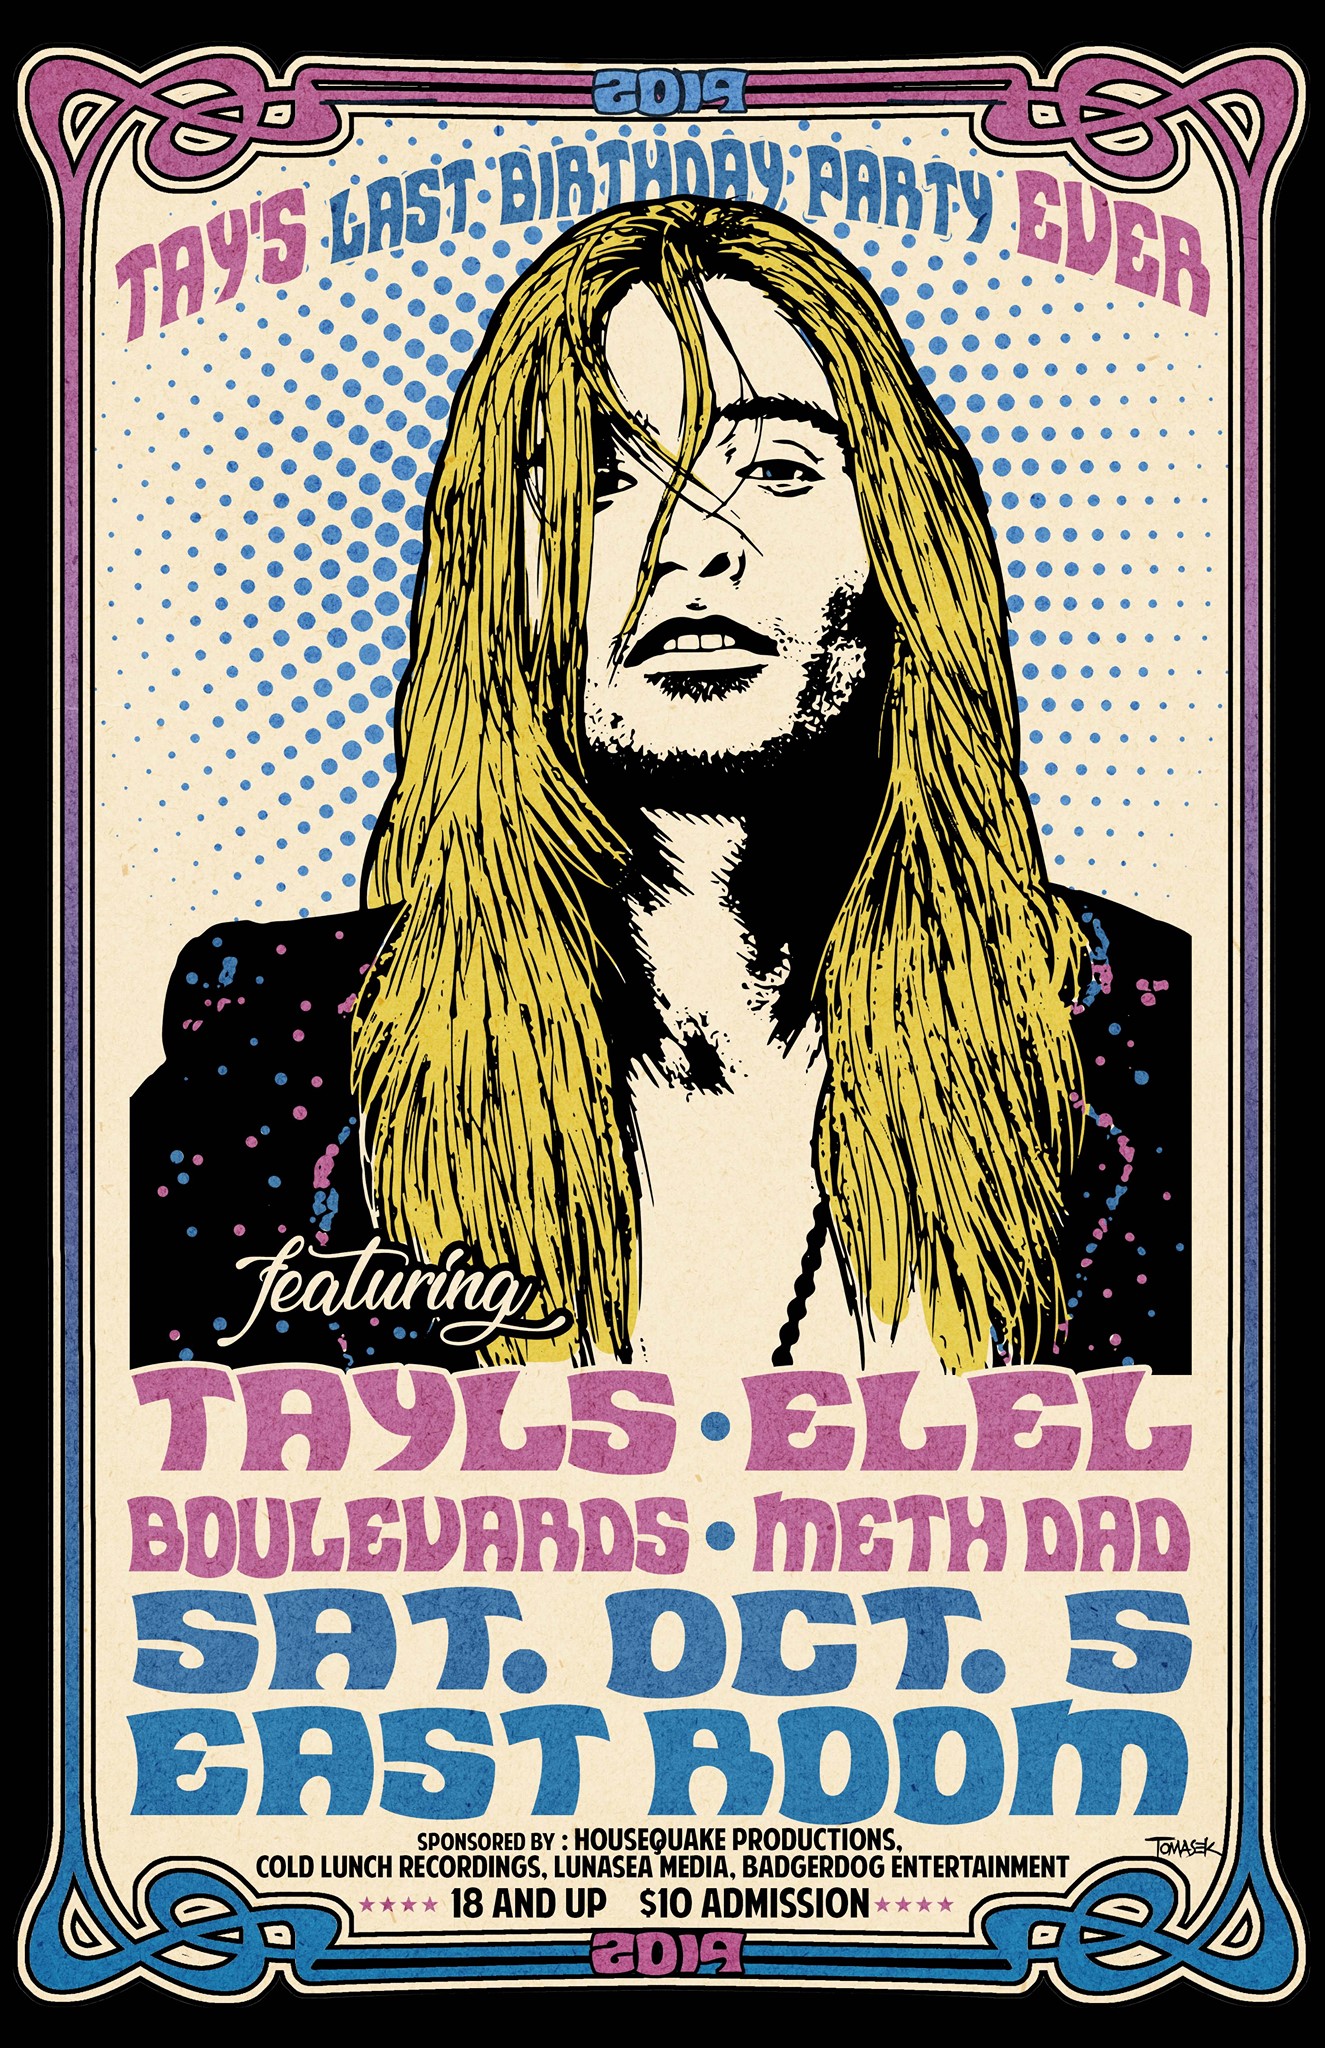 2019
TAY'S LAST BIRTHDAY PARTY EVER
featuring
TAYLS • ELEL
BOULEVARDS • METH DAD
SAT. OCT. 5
EAST ROOM
SPONSORED BY : HOUSEQUAKE PRODUCTIONS,
COLD LUNCH RECORDINGS, LUNASEA MEDIA, BADGERDOG ENTERTAINMENT
TOMASEK
★★★★ 18 AND UP $10 ADMISSION ★★★★
2019